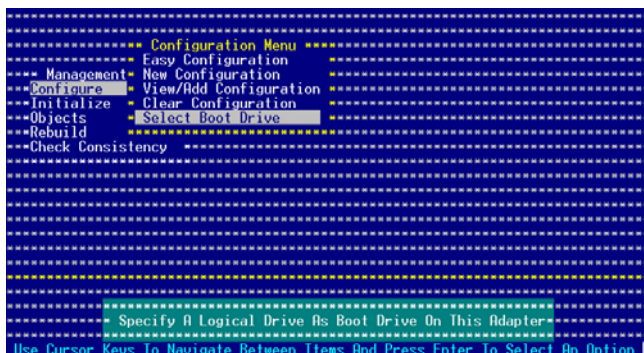 Configuration Menu
Easy Configuration
Management
New Configuration
Configure
View/Add Configuration
Initialize
Clear Configuration
Objects
Select Boot Drive
Rebuild
Check Consistency
Specify A Logical Drive As Boot Drive On This Adapter
Use Cursor Keys To Navigate Between Items And Press Enter To Select An Option